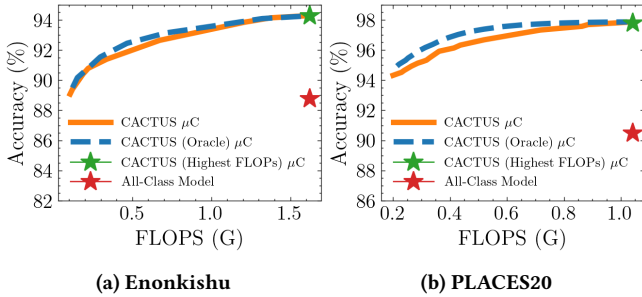 Accuracy (%)
94
92
90
88
86
84
82
CACTUS μC
CACTUS (Oracle) μC
CACTUS (Highest FLOPs) μC
All-Class Model
0.5
1.0
1.5
FLOPS (G)
(a) Enonkishu
Accuracy (%)
98
96
94
92
90
88
86
CACTUS μC
CACTUS (Oracle) μC
CACTUS (Highest FLOPs) μC
All-Class Model
0.2
0.4
0.6
0.8
1.0
FLOPS (G)
(b) PLACES20